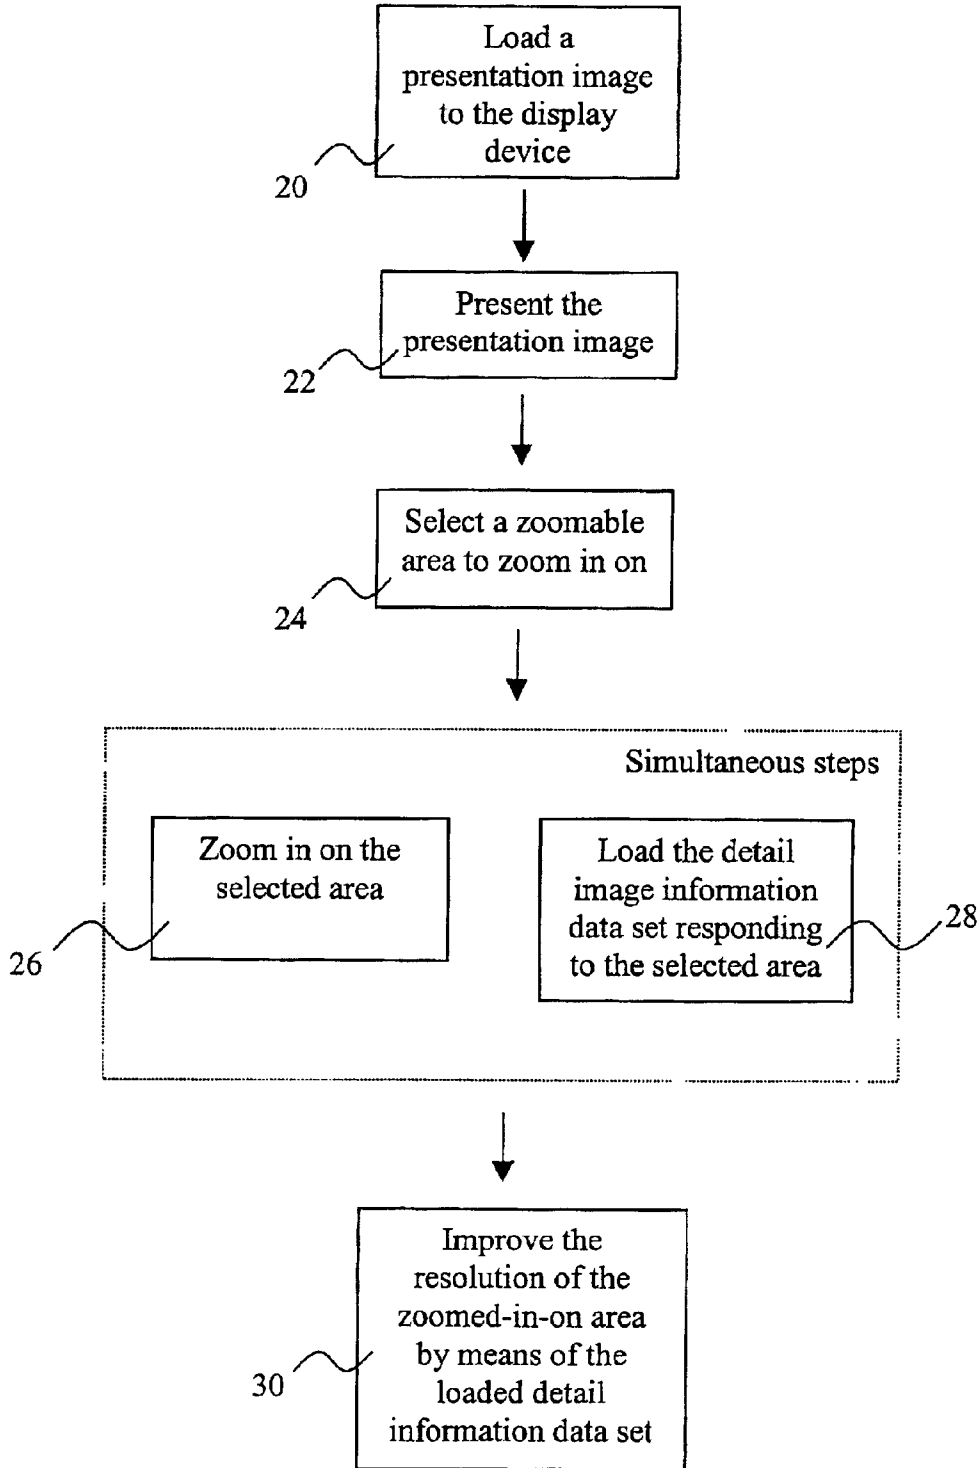 Load a
presentation image
to the display
device
20
Present the
presentation image
22
Select a zoomable
area to zoom in on
24
Simultaneous steps
Zoom in on the
selected area
26
Load the detail
image information
data set responding
to the selected area
28
Improve the
resolution of the
zoomed-in-on area
by means of the
loaded detail
information data set
30